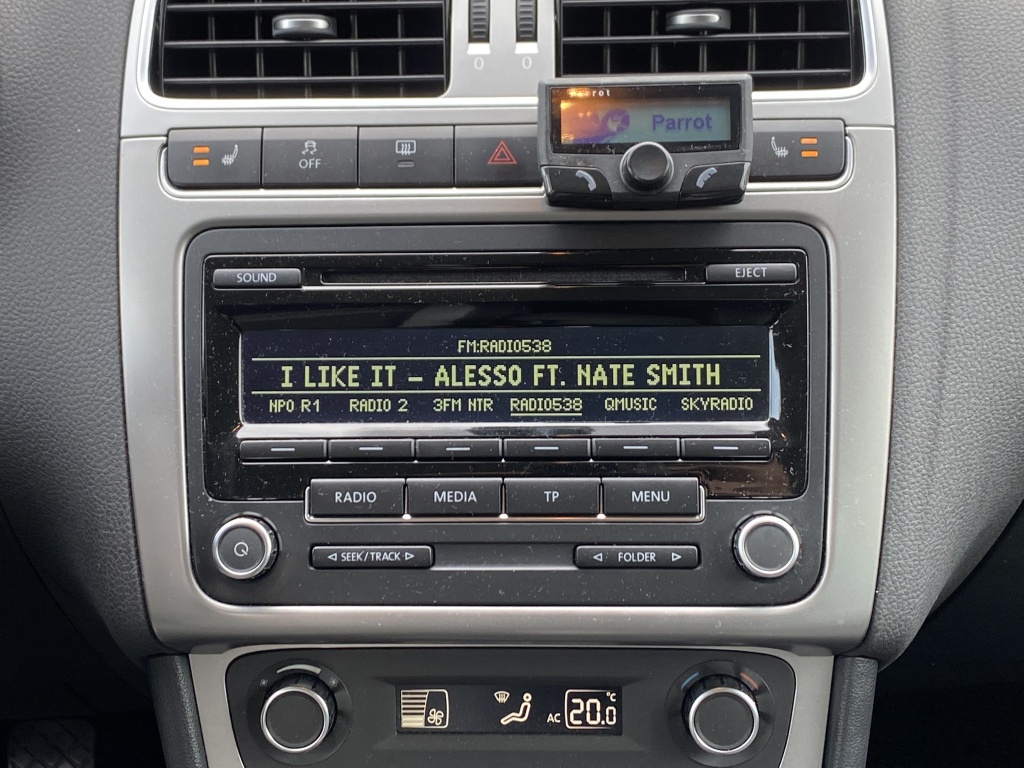 0 0
Parrot
Parrot
OFF
SOUND
EJECT
FM:RADIO538
I LIKE IT – ALESSO FT. NATE SMITH
NPO R1 RADIO 2 3FM NTR RADIO538 QMUSIC SKYRADIO
RADIO MEDIA TP MENU
SEEK/TRACK
FOLDER
AC 20.0 °C